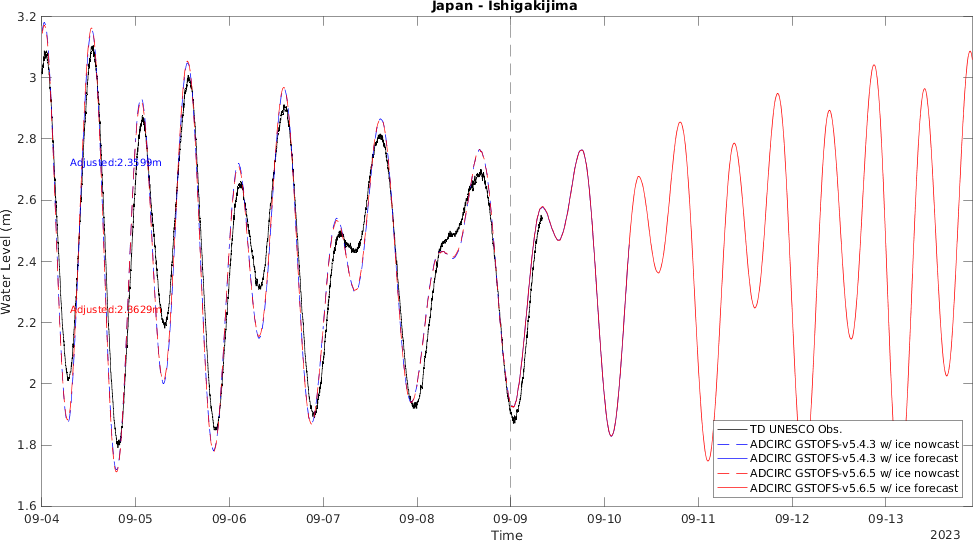 Japan - Ishigakijima
3.2
3
2.8
2.6
2.4
2.2
2
1.8
1.6
Water Level (m)
Adjusted:2.3599m
Adjusted:2.3629m
TD UNESCO Obs.
ADCIRC GSTOFS-v5.4.3 w/ ice nowcast
ADCIRC GSTOFS-v5.4.3 w/ ice forecast
ADCIRC GSTOFS-v5.6.5 w/ ice nowcast
ADCIRC GSTOFS-v5.6.5 w/ ice forecast
09-04 09-05 09-06 09-07 09-08 09-09 09-10 09-11 09-12 09-13
Time
2023